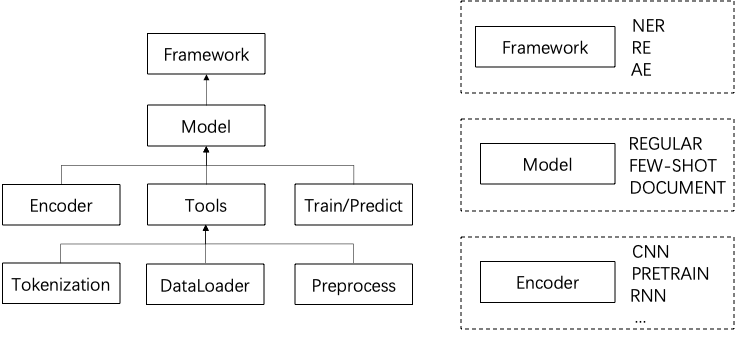 Framework
Model
Encoder
Tools
Train/Predict
Tokenization
DataLoader
Preprocess
Framework
NER
RE
AE
Model
REGULAR
FEW-SHOT
DOCUMENT
Encoder
CNN
PRETRAIN
RNN
...